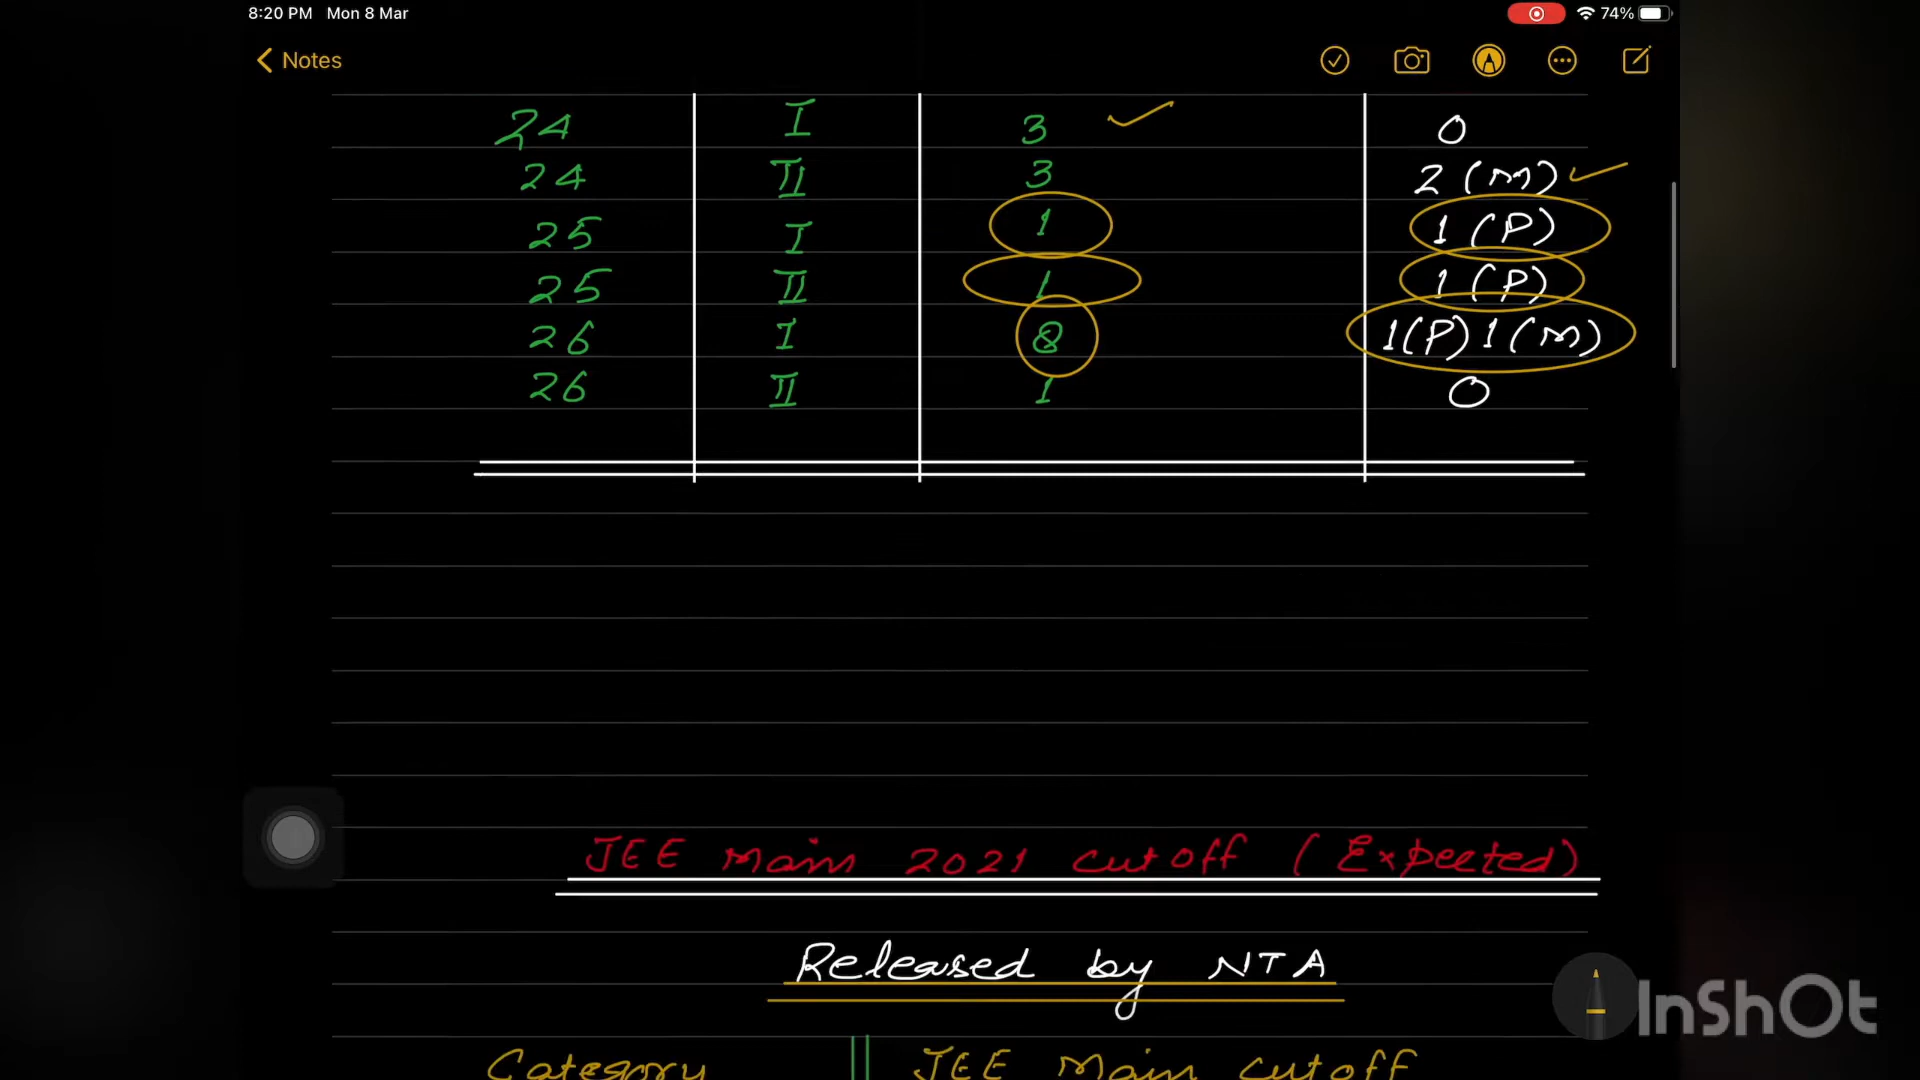 8:20 PM Mon 8 Mar 74%
Notes
24 I 3 0
24 II 3 2 (M)
25 I 1 1 (P)
25 II 1 1 (P)
26 I 8 1(P) 1(M)
26 II 1 0
JEE Main 2021 cutoff (Expected)
Released by NTA
Category JEE Main cutoff
InShOt